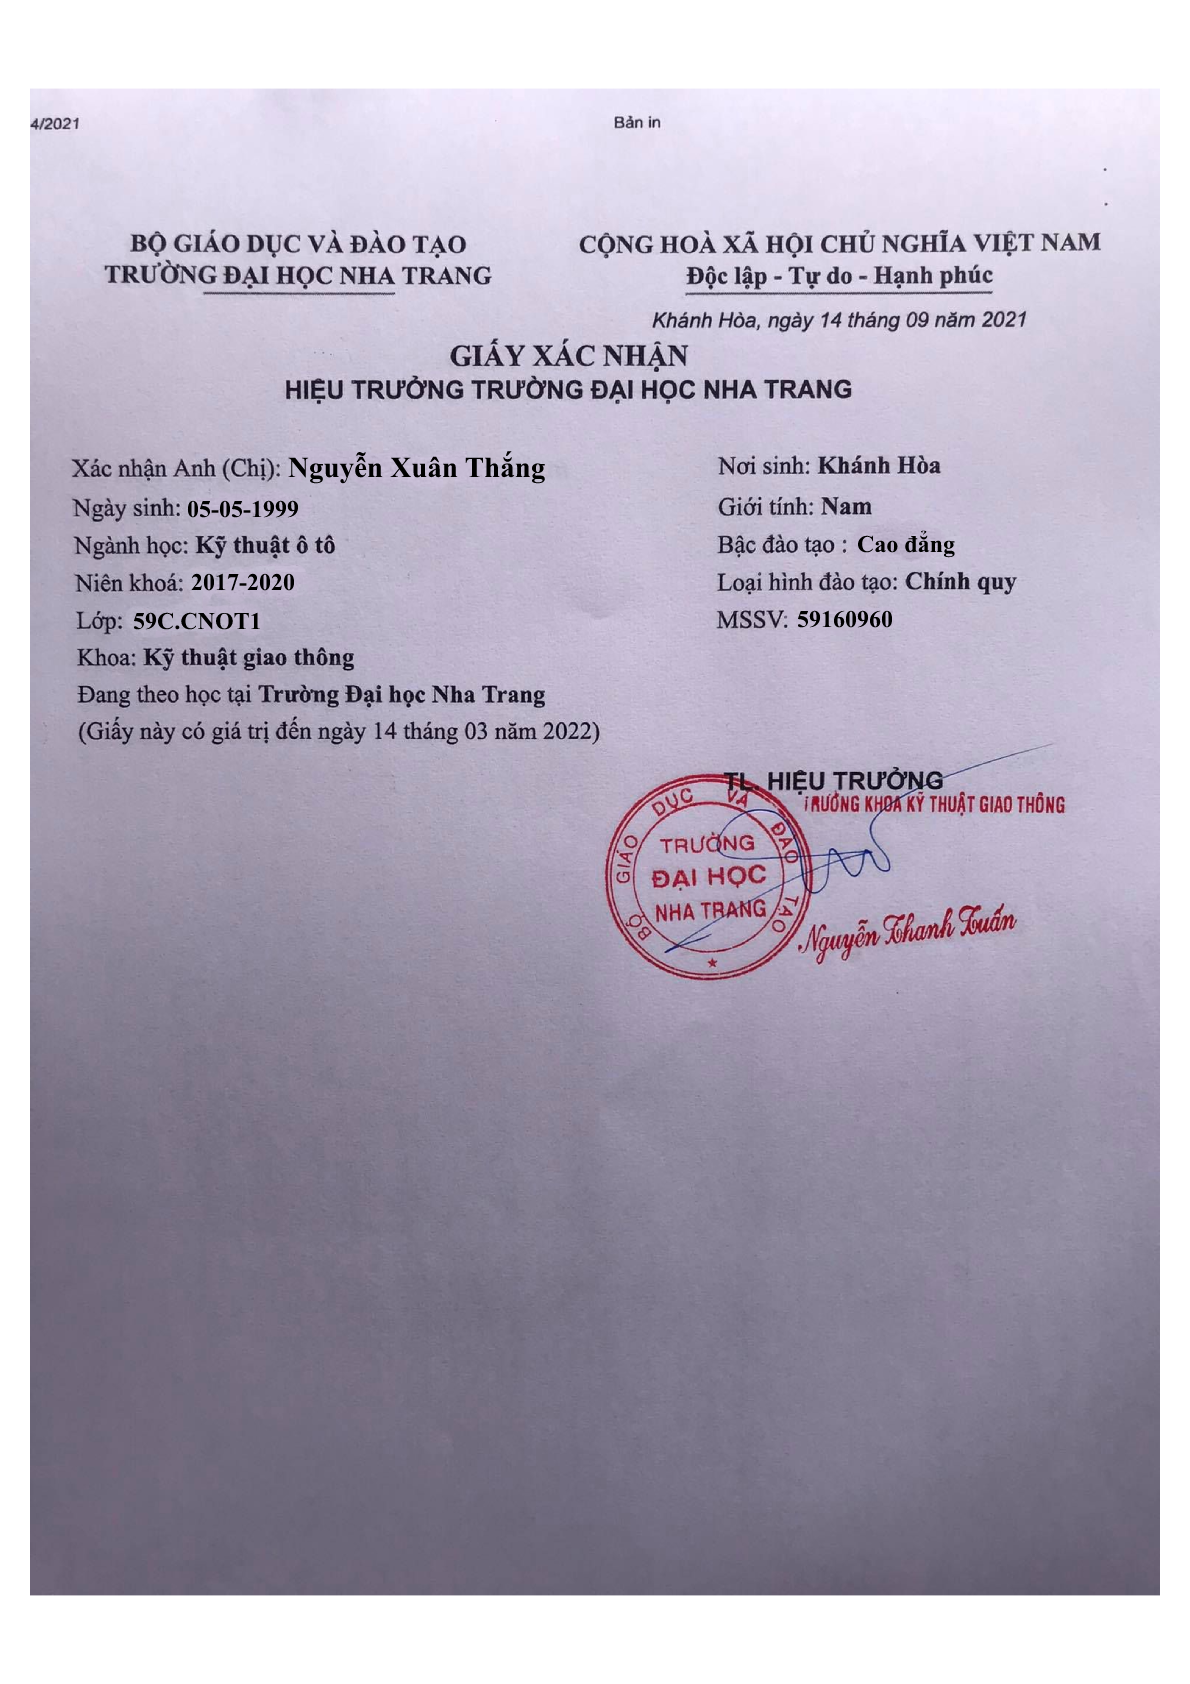 4/2021
Bản in
BỘ GIÁO DỤC VÀ ĐÀO TẠO
TRƯỜNG ĐẠI HỌC NHA TRANG
CỘNG HOÀ XÃ HỘI CHỦ NGHĨA VIỆT NAM
Độc lập - Tự do - Hạnh phúc
Khánh Hòa, ngày 14 tháng 09 năm 2021
GIẤY XÁC NHẬN
HIỆU TRƯỞNG TRƯỜNG ĐẠI HỌC NHA TRANG
Xác nhận Anh (Chị): Nguyễn Xuân Thắng
Nơi sinh: Khánh Hòa
Ngày sinh: 05-05-1999
Giới tính: Nam
Ngành học: Kỹ thuật ô tô
Bậc đào tạo : Cao đẳng
Niên khoá: 2017-2020
Loại hình đào tạo: Chính quy
Lớp: 59C.CNOT1
MSSV: 59160960
Khoa: Kỹ thuật giao thông
Đang theo học tại Trường Đại học Nha Trang
(Giấy này có giá trị đến ngày 14 tháng 03 năm 2022)
TL. HIỆU TRƯỞNG
TRƯỞNG KHOA KỸ THUẬT GIAO THÔNG
BỘ GIÁO DỤC VÀ ĐÀO TẠO
TRƯỜNG
ĐẠI HỌC
NHA TRANG
Nguyễn Thanh Tuấn